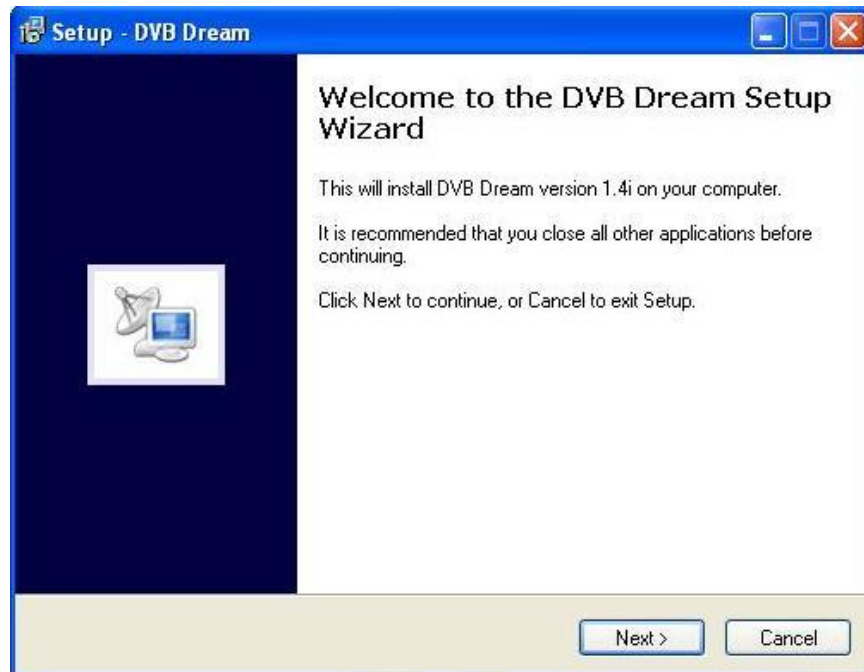 Setup - DVB Dream
Welcome to the DVB Dream Setup
Wizard
This will install DVB Dream version 1.4i on your computer.
It is recommended that you close all other applications before
continuing.
Click Next to continue, or Cancel to exit Setup.
Next >
Cancel